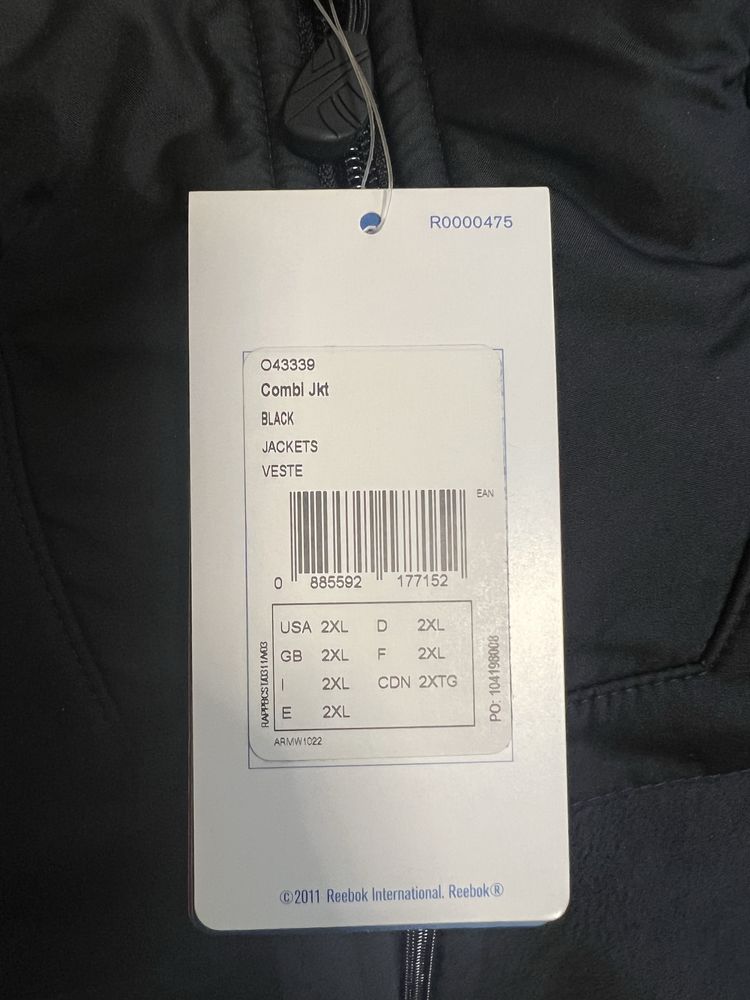 R0000475
O43339
Combi Jkt
BLACK
JACKETS
VESTE
EAN
0 885592 177152
USA 2XL D 2XL
GB 2XL F 2XL
I 2XL CDN 2XTG
E 2XL
PO: 104198008
ARMW1022
©2011 Reebok International. Reebok®